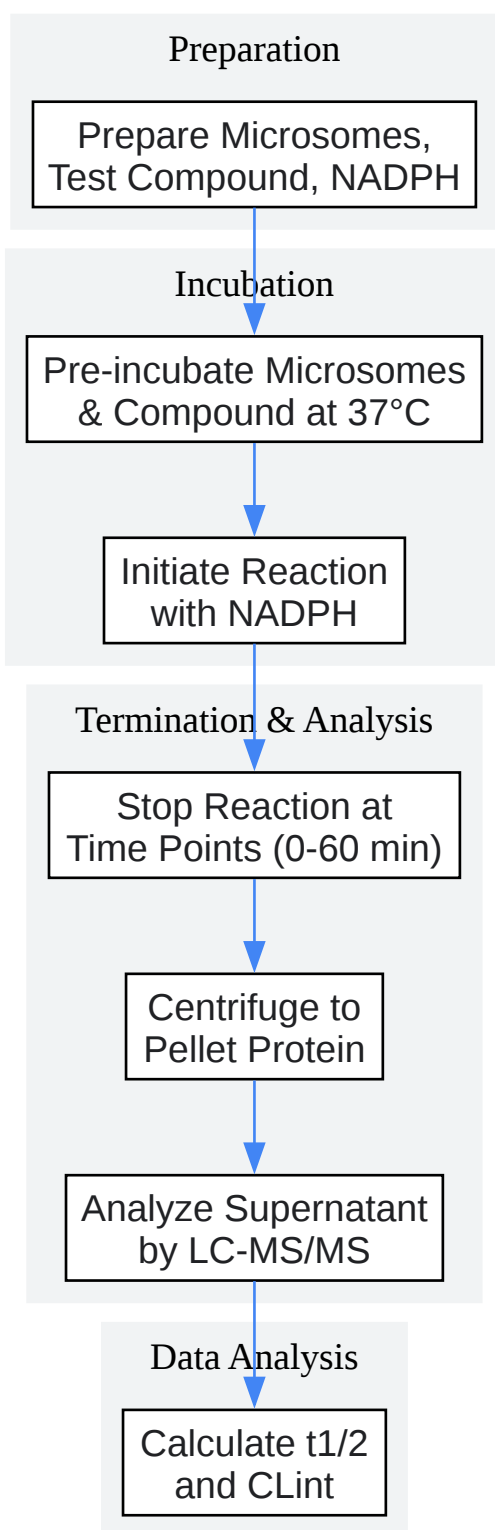 Preparation
Prepare Microsomes,
Test Compound, NADPH
Incubation
Pre-incubate Microsomes
& Compound at 37°C
Initiate Reaction
with NADPH
Termination & Analysis
Stop Reaction at
Time Points (0-60 min)
Centrifuge to
Pellet Protein
Analyze Supernatant
by LC-MS/MS
Data Analysis
Calculate t1/2
and CLint